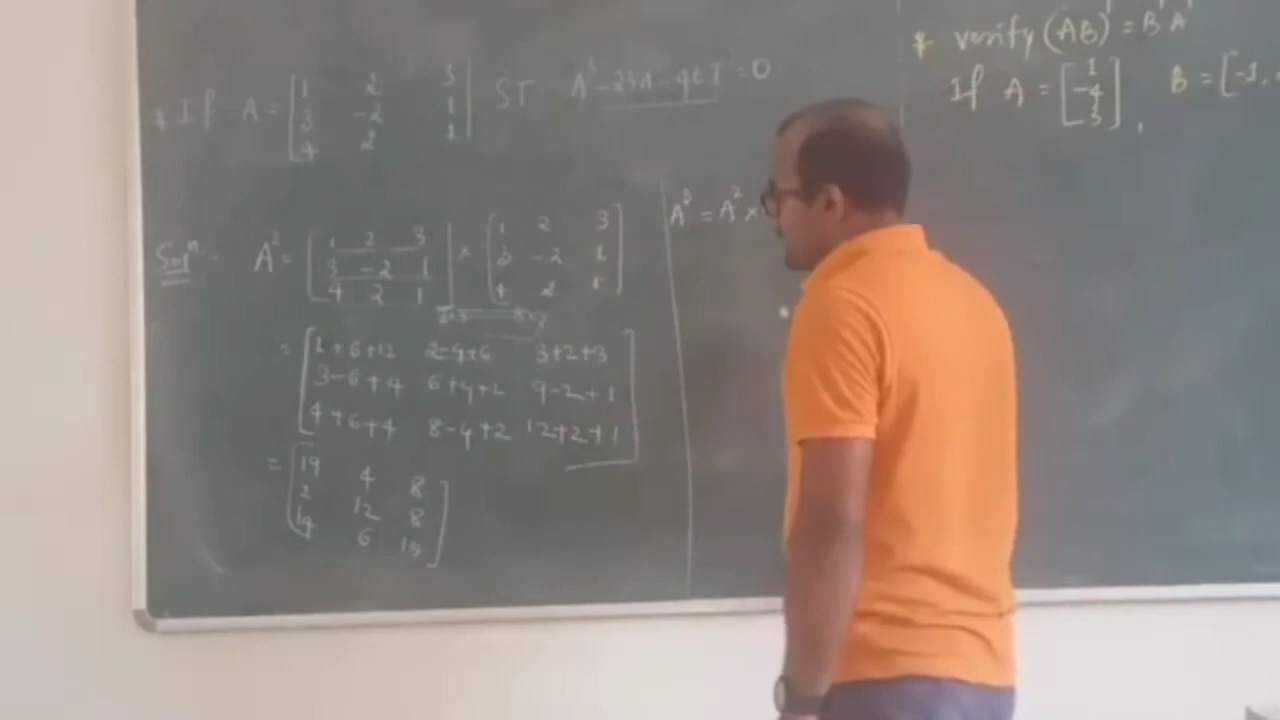 * If A = [1 2 3
3 -2 1
4 2 1] ST A³ - 23A - 40I = 0
Solⁿ- A² = [1 2 3
3 -2 1
4 2 1] × [1 2 3
3 -2 1
4 2 1]
= [1+6+12 2-4+6 3+2+3
3-6+4 6+4+2 9-2+1
4+6+4 8-4+2 12+2+1]
= [19 4 8
2 12 8
14 6 15]
A³ = A² ×
* verify (AB)' = B'A'
If A = [1
-4
3], B = [-1,